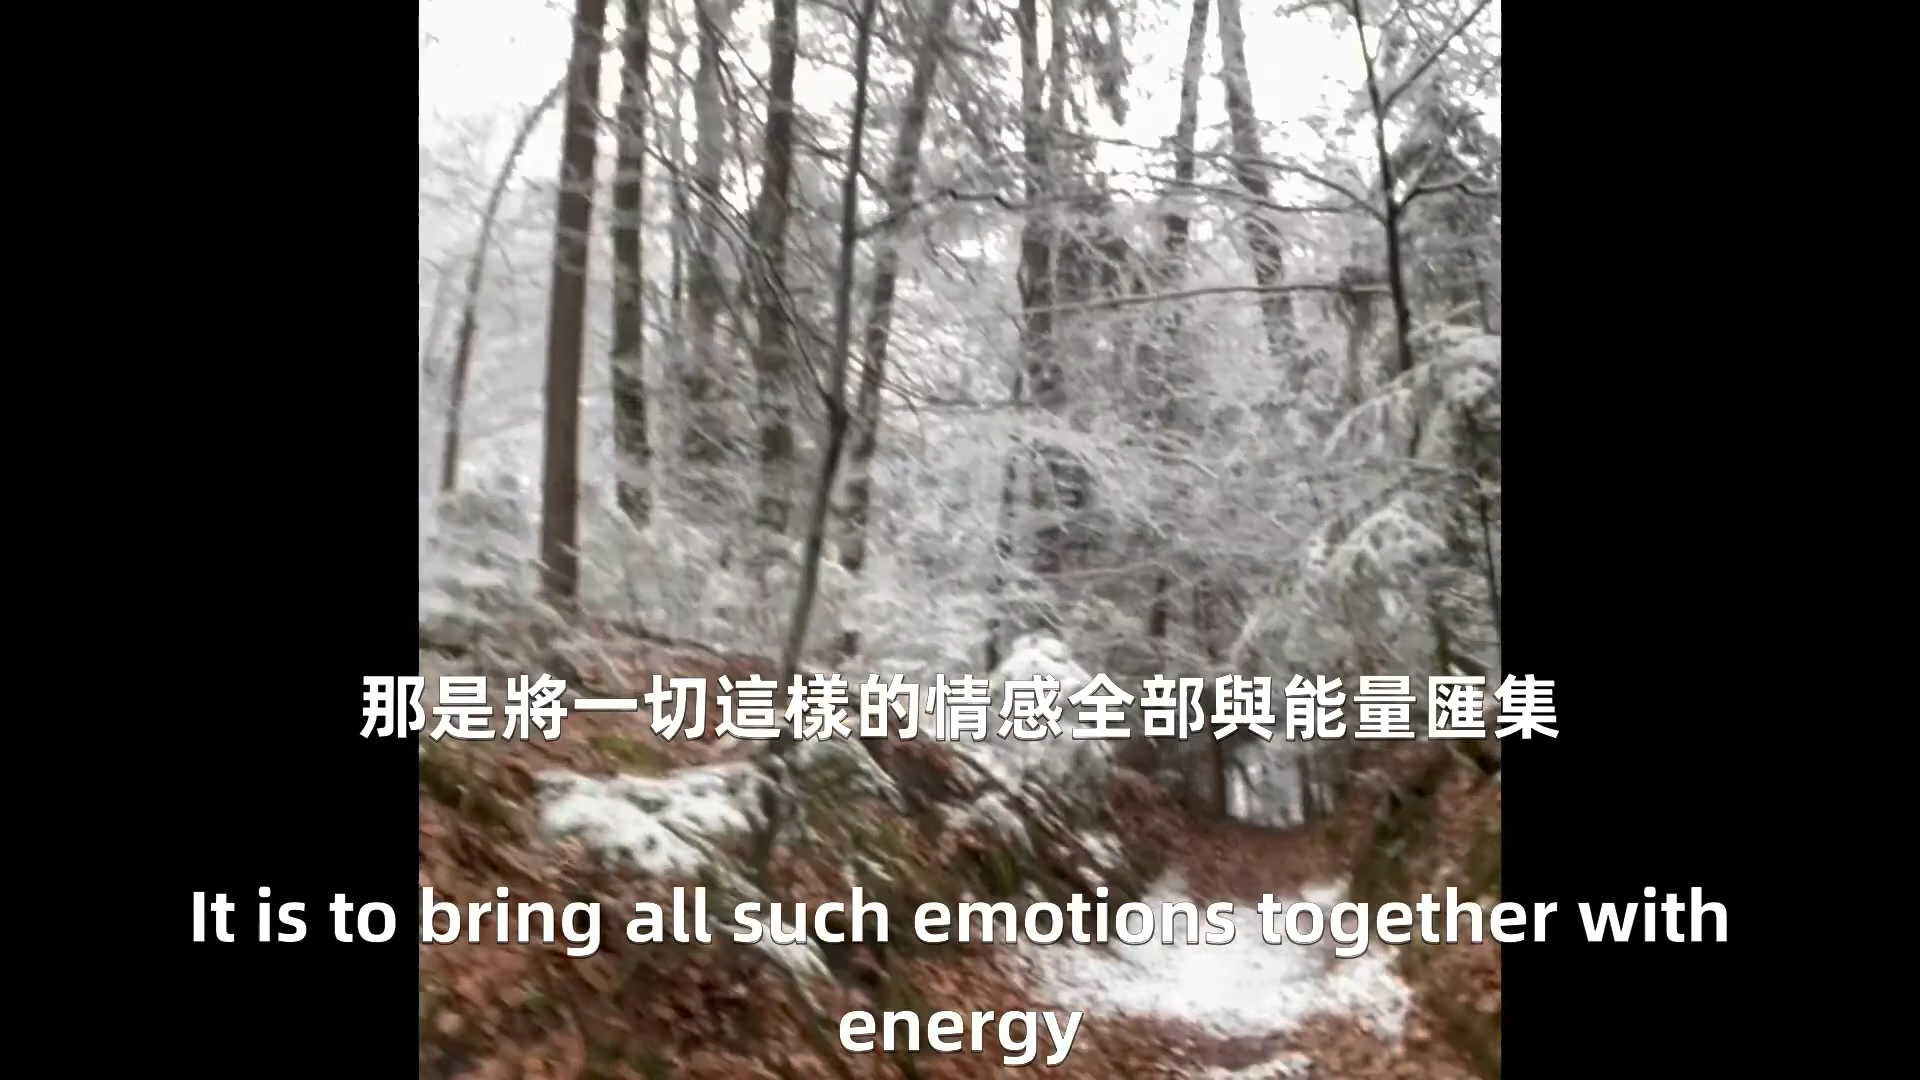 那是將一切這樣的情感全部與能量匯集
It is to bring all such emotions together with
energy